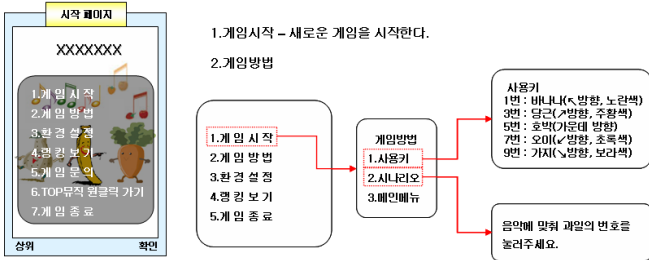 시작 페이지
XXXXXXX
1.게임시작
2.게임방법
3.환경설정
4.랭킹보기
5.게임문의
6.TOP뮤직 원클릭 가기
7.게임종료
상위
확인
1.게임시작 – 새로운 게임을 시작한다.
2.게임방법
1.게임시작
2.게임방법
3.환경설정
4.랭킹보기
5.게임종료
게임방법
1.사용키
2.시나리오
3.메인메뉴
사용키
1번 : 바나나(↖방향, 노란색)
3번 : 당근(↗방향, 주황색)
5번 : 호박(가운데 방향)
7번 : 오이(↙방향, 초록색)
9번 : 가지(↘방향, 보라색)
음악에 맞춰 과일의 번호를
눌러주세요.